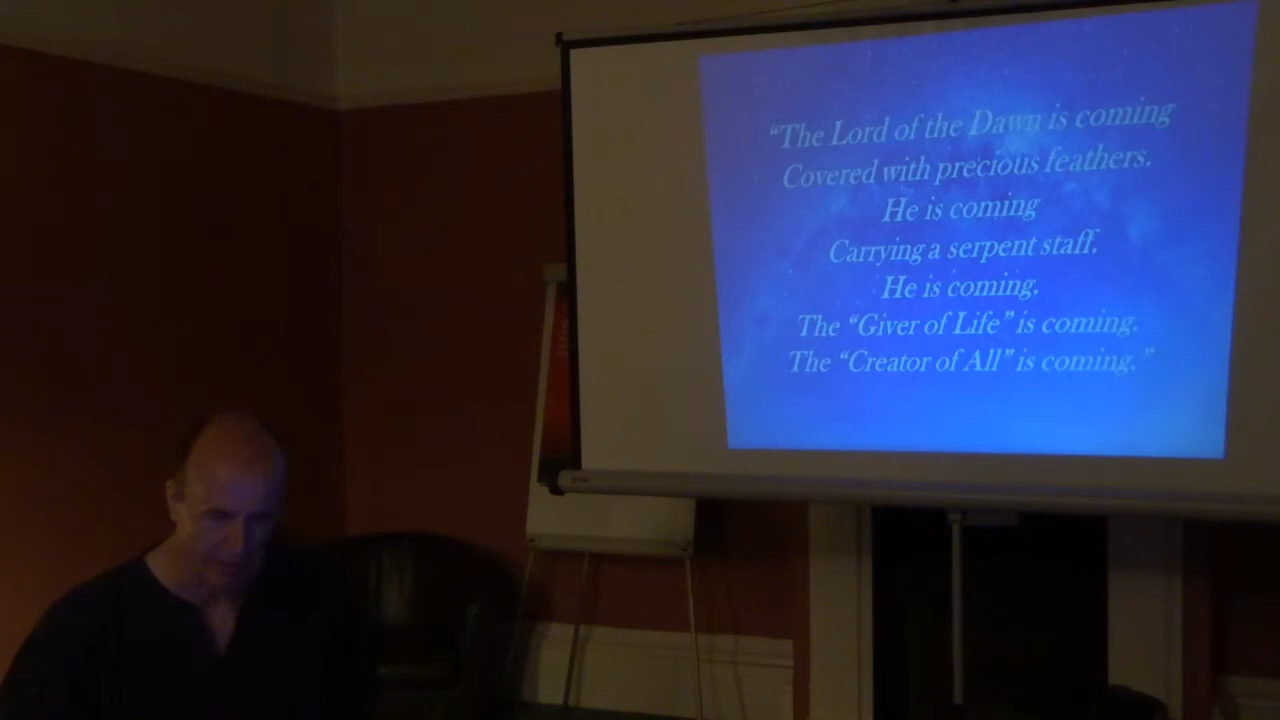 “The Lord of the Dawn is coming
Covered with precious feathers.
He is coming
Carrying a serpent staff.
He is coming.
The “Giver of Life” is coming.
The “Creator of All” is coming.”